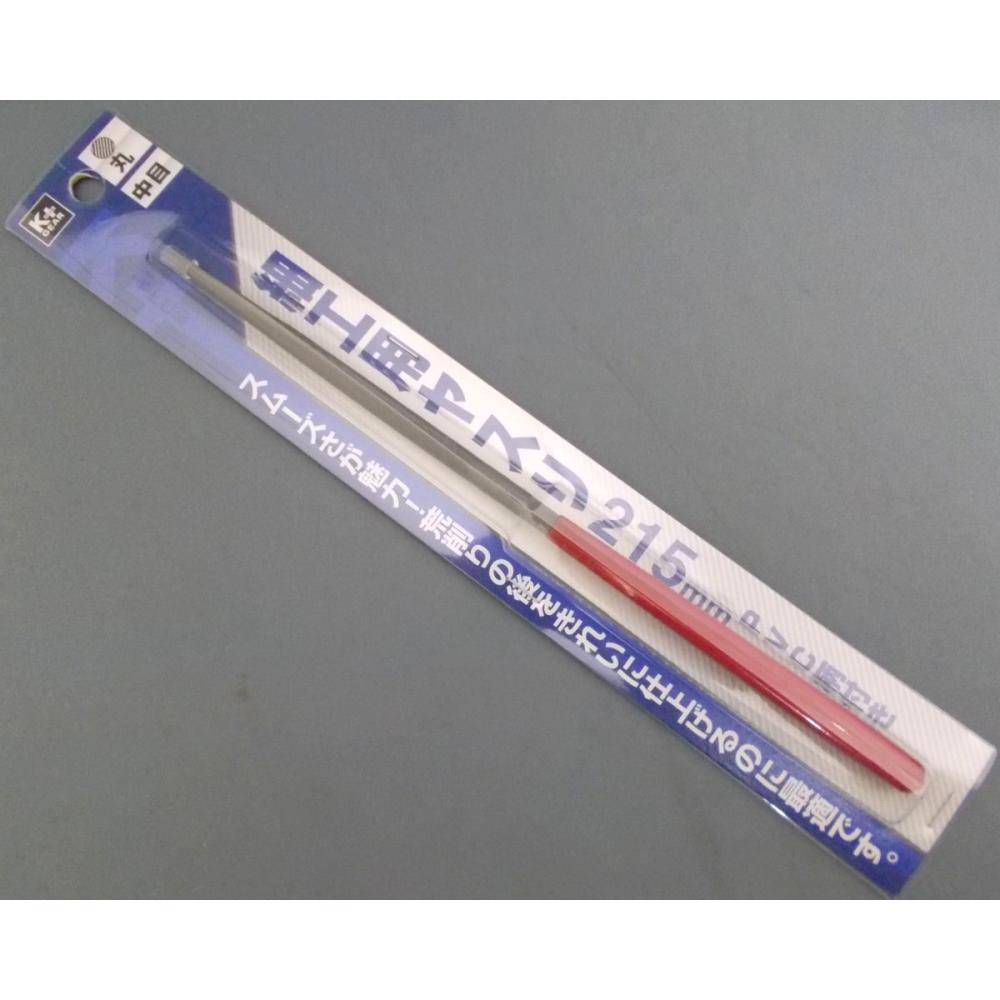 丸
中目
K+
GEAR
細工用ヤスリ215mm PVC柄付き
スムーズさが魅力!荒削りの後をきれいに仕上げるのに最適です。